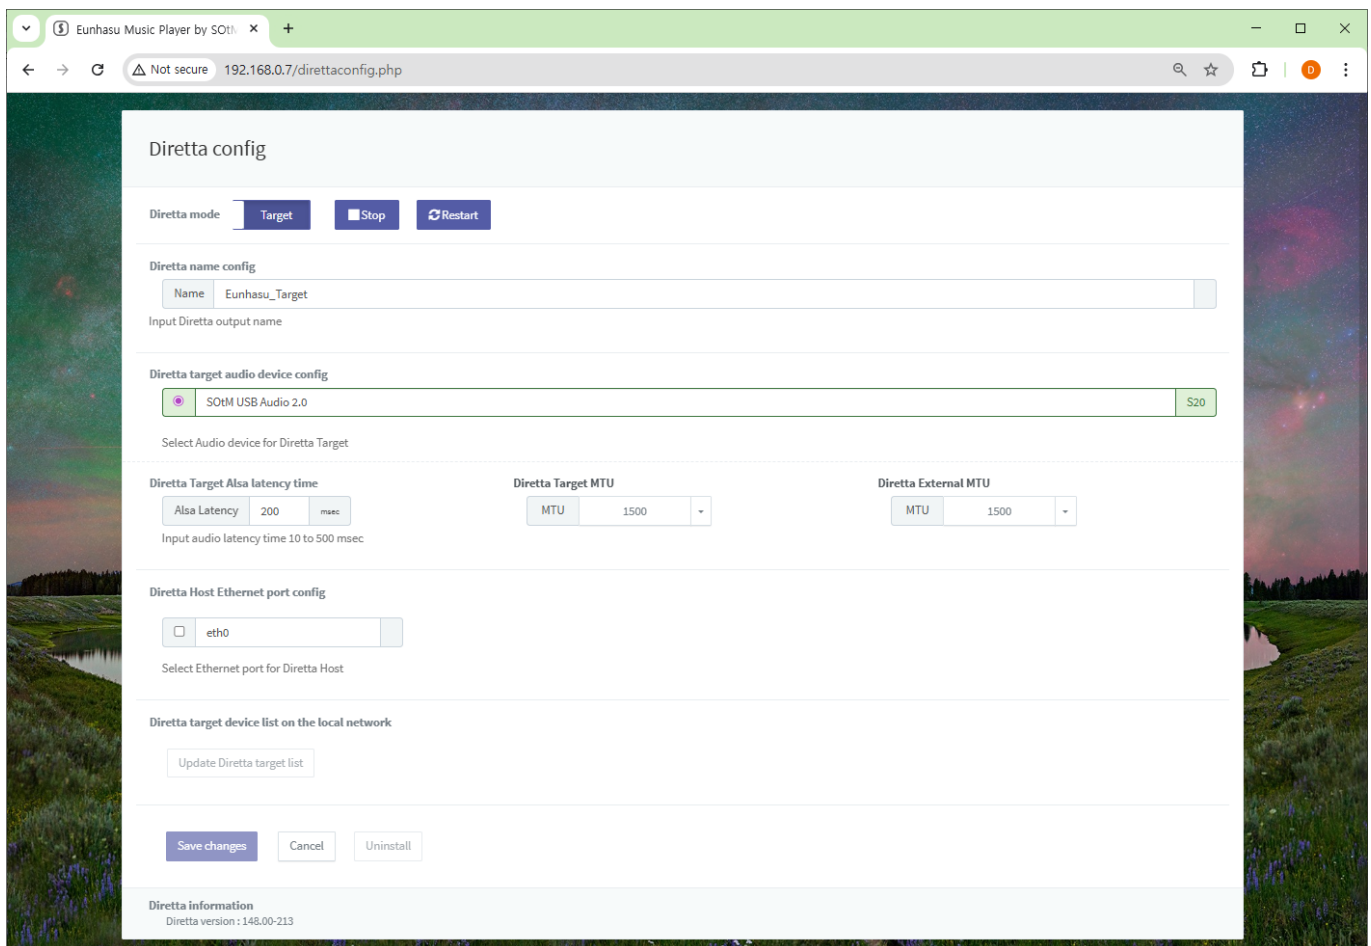 Eunhasu Music Player by SOtM
Not secure 192.168.0.7/direttaconfig.php
D
Diretta config
Diretta mode Target Stop Restart
Diretta name config
Name Eunhasu_Target
Input Diretta output name
Diretta target audio device config
SOtM USB Audio 2.0 S20
Select Audio device for Diretta Target
Diretta Target Alsa latency time Diretta Target MTU Diretta External MTU
Alsa Latency 200 msec MTU 1500 MTU 1500
Input audio latency time 10 to 500 msec
Diretta Host Ethernet port config
eth0
Select Ethernet port for Diretta Host
Diretta target device list on the local network
Update Diretta target list
Save changes Cancel Uninstall
Diretta information
Diretta version : 148.00-213